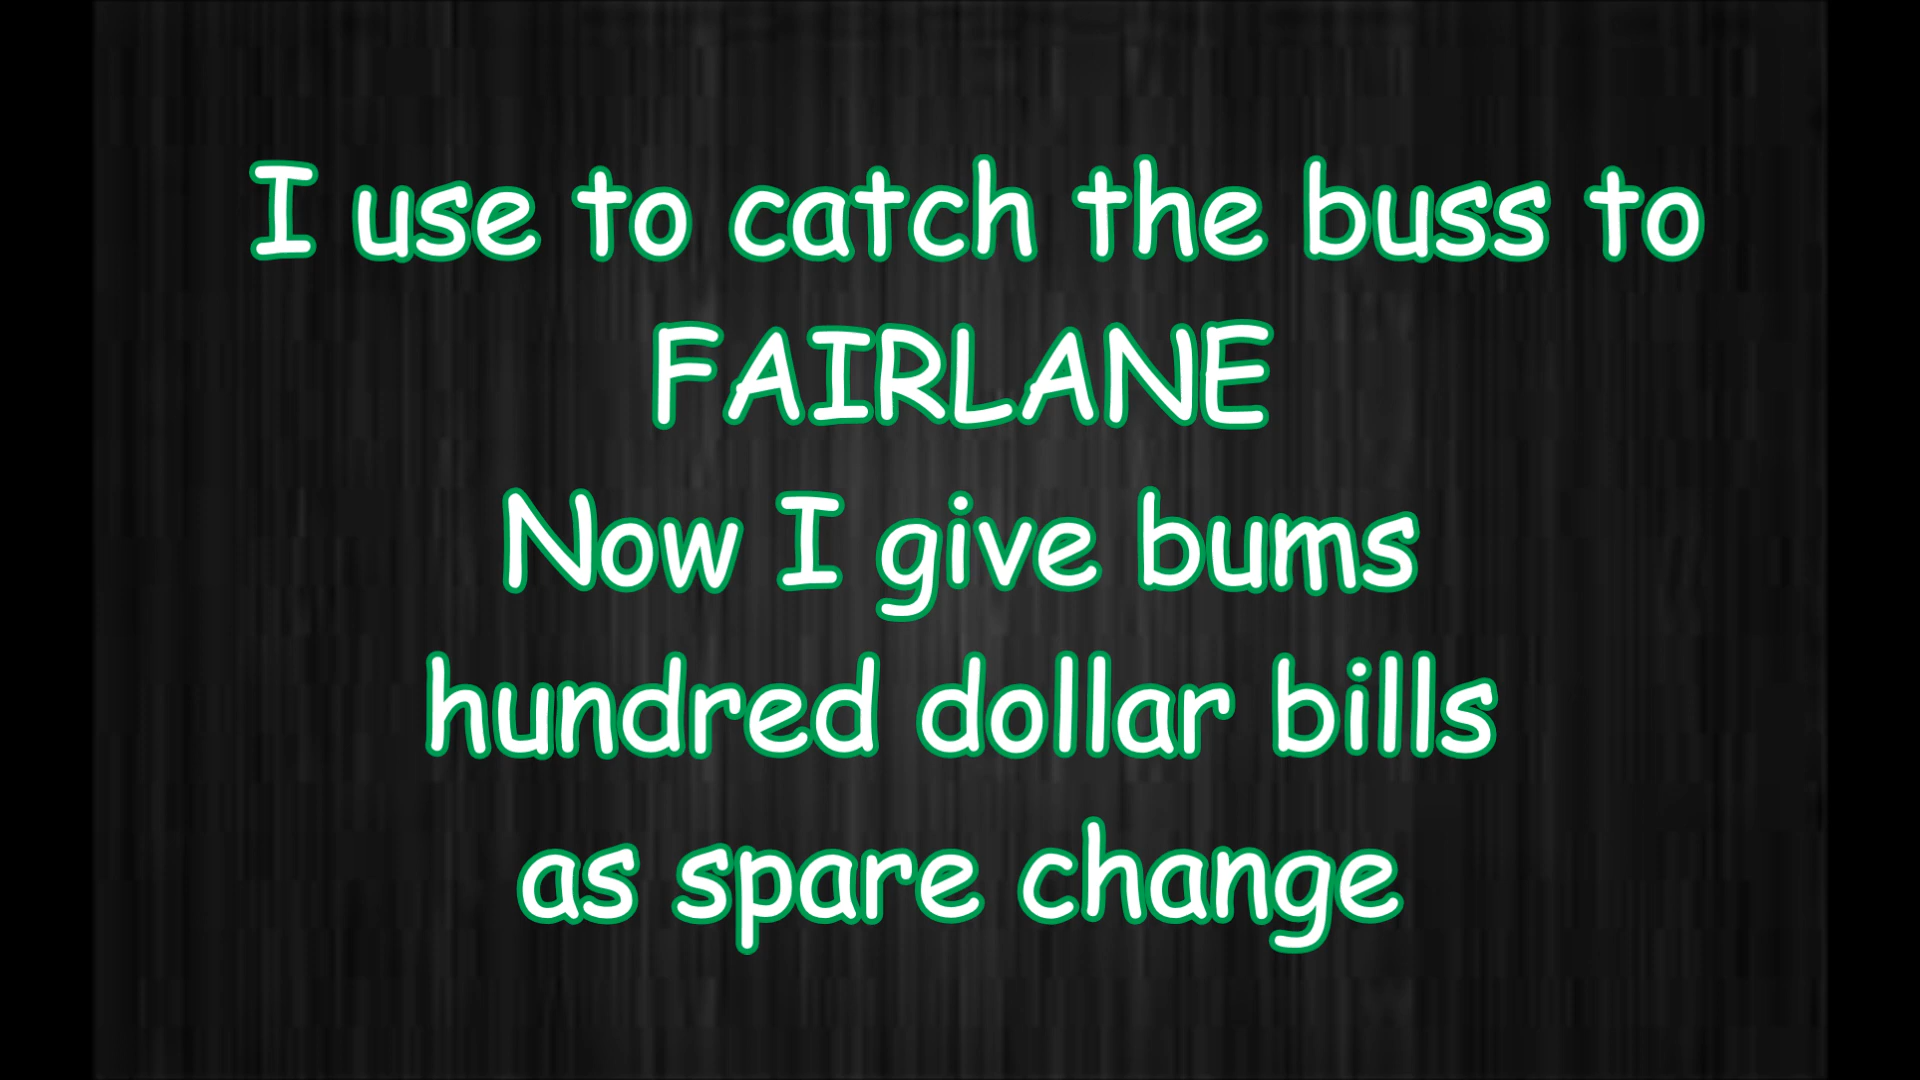 I use to catch the buss to
FAIRLANE
Now I give bums
hundred dollar bills
as spare change